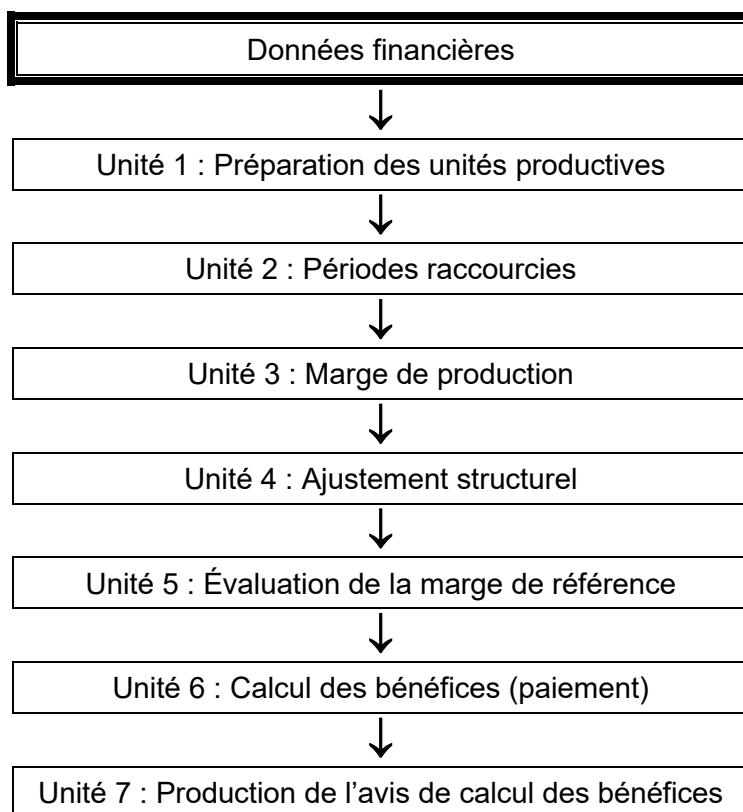 Données financières
Unité 1 : Préparation des unités productives
Unité 2 : Périodes raccourcies
Unité 3 : Marge de production
Unité 4 : Ajustement structurel
Unité 5 : Évaluation de la marge de référence
Unité 6 : Calcul des bénéfices (paiement)
Unité 7 : Production de l’avis de calcul des bénéfices